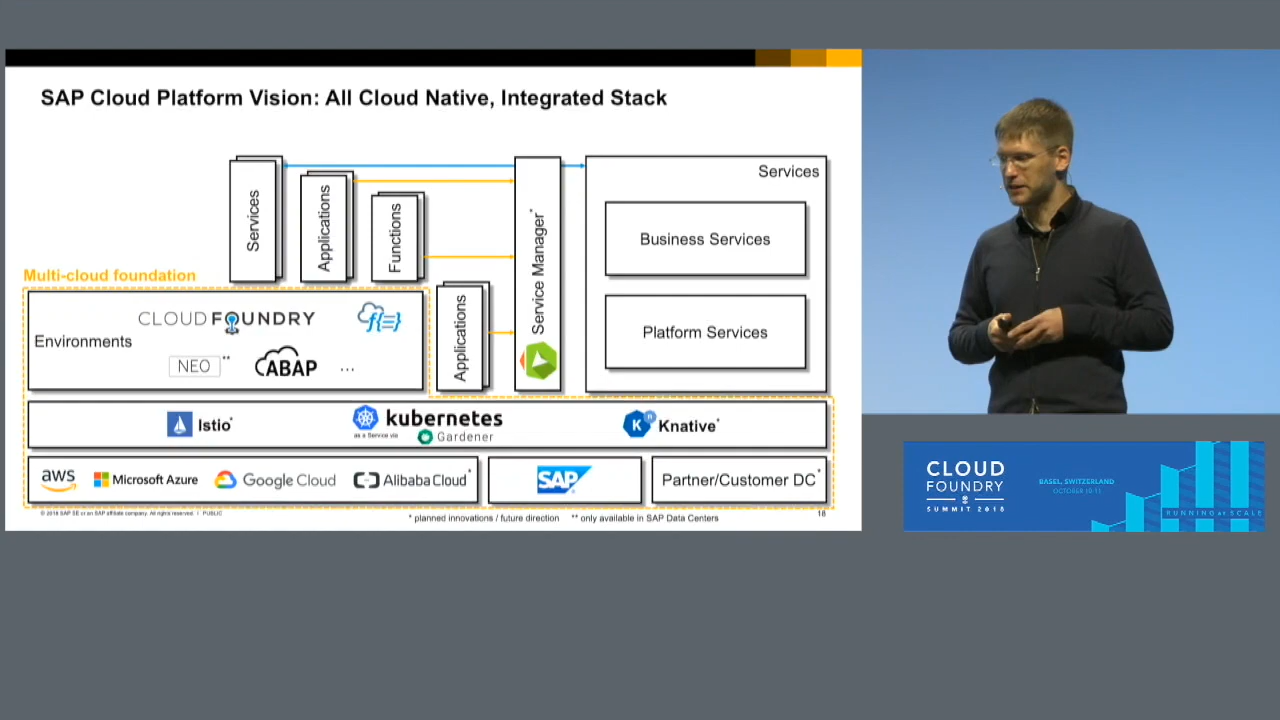 SAP Cloud Platform Vision: All Cloud Native, Integrated Stack
Services
Applications
Functions
Applications
Service Manager*
Services
Business Services
Platform Services
Multi-cloud foundation
Environments
CLOUD FOUNDRY
f{=}
NEO**
ABAP
...
Istio*
kubernetes
as a Service via
Gardener
K n
Knative*
aws
Microsoft Azure
Google Cloud
Alibaba Cloud*
SAP
Partner/Customer DC*
© 2018 SAP SE or an SAP affiliate company. All rights reserved. / PUBLIC
* planned innovations / future direction
** only available in SAP Data Centers
18
CLOUD
FOUNDRY
SUMMIT 2018
BASEL, SWITZERLAND
OCTOBER 10-11
RUNNING AT SCALE